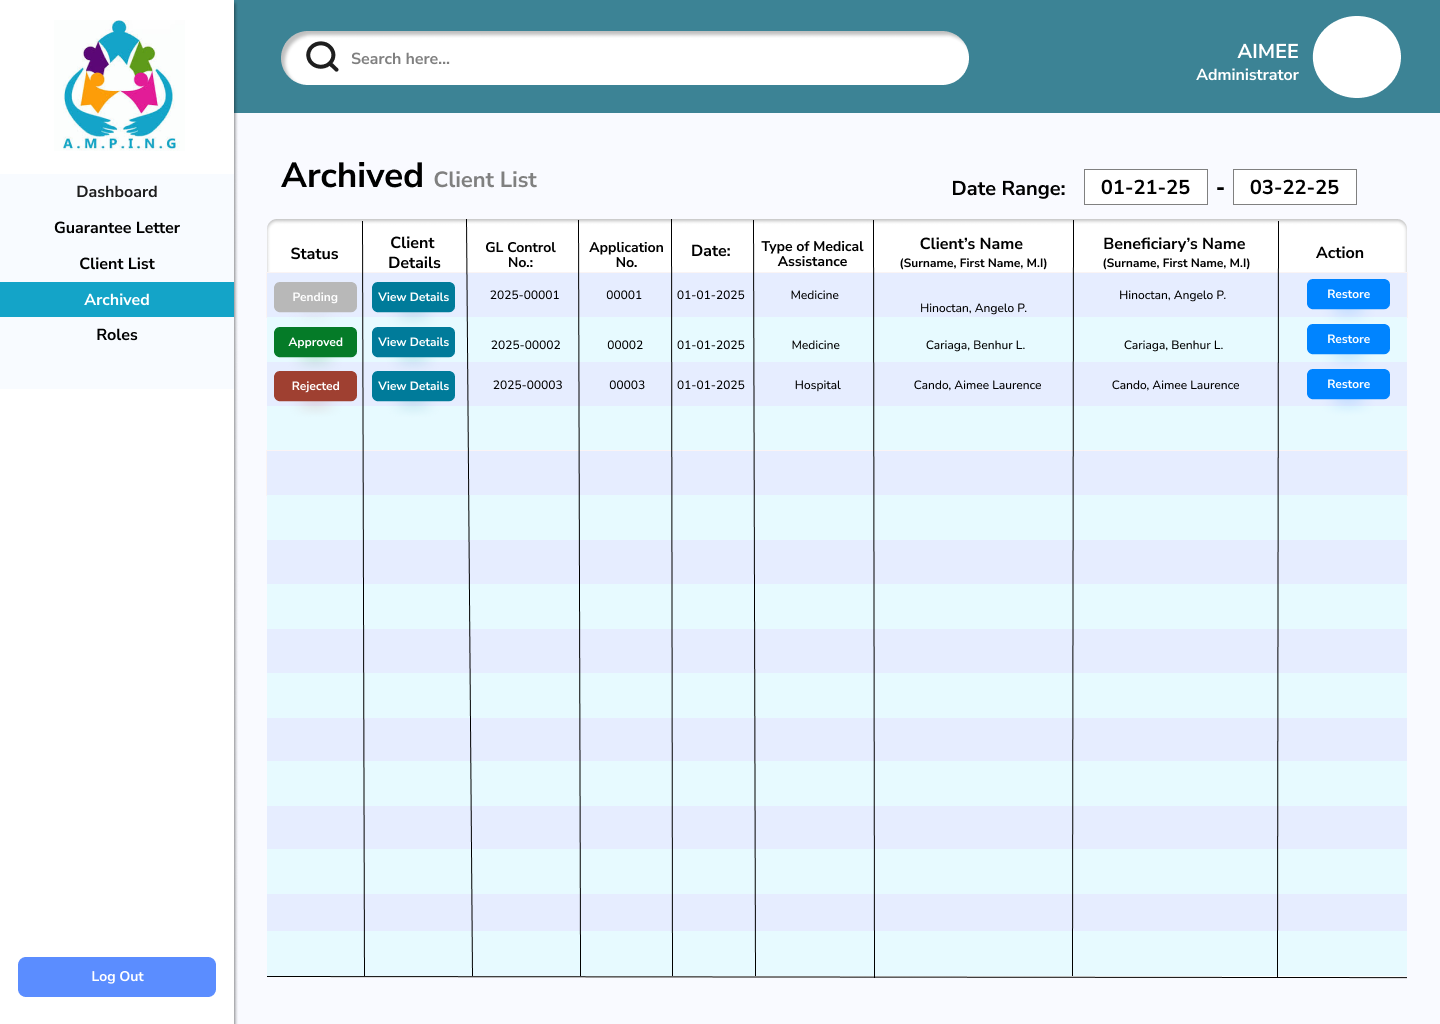 A.M.P.I.N.G
Dashboard
Guarantee Letter
Client List
Archived
Roles
Log Out
Search here...
AIMEE
Administrator
Archived Client List
Date Range: 01-21-25 - 03-22-25
Status
Client
Details
GL Control
No.:
Application
No.
Date:
Type of Medical
Assistance
Client’s Name
(Surname, First Name, M.I)
Beneficiary’s Name
(Surname, First Name, M.I)
Action
Pending View Details 2025-00001 00001 01-01-2025 Medicine Hinoctan, Angelo P. Hinoctan, Angelo P. Restore
Approved View Details 2025-00002 00002 01-01-2025 Medicine Cariaga, Benhur L. Cariaga, Benhur L. Restore
Rejected View Details 2025-00003 00003 01-01-2025 Hospital Cando, Aimee Laurence Cando, Aimee Laurence Restore